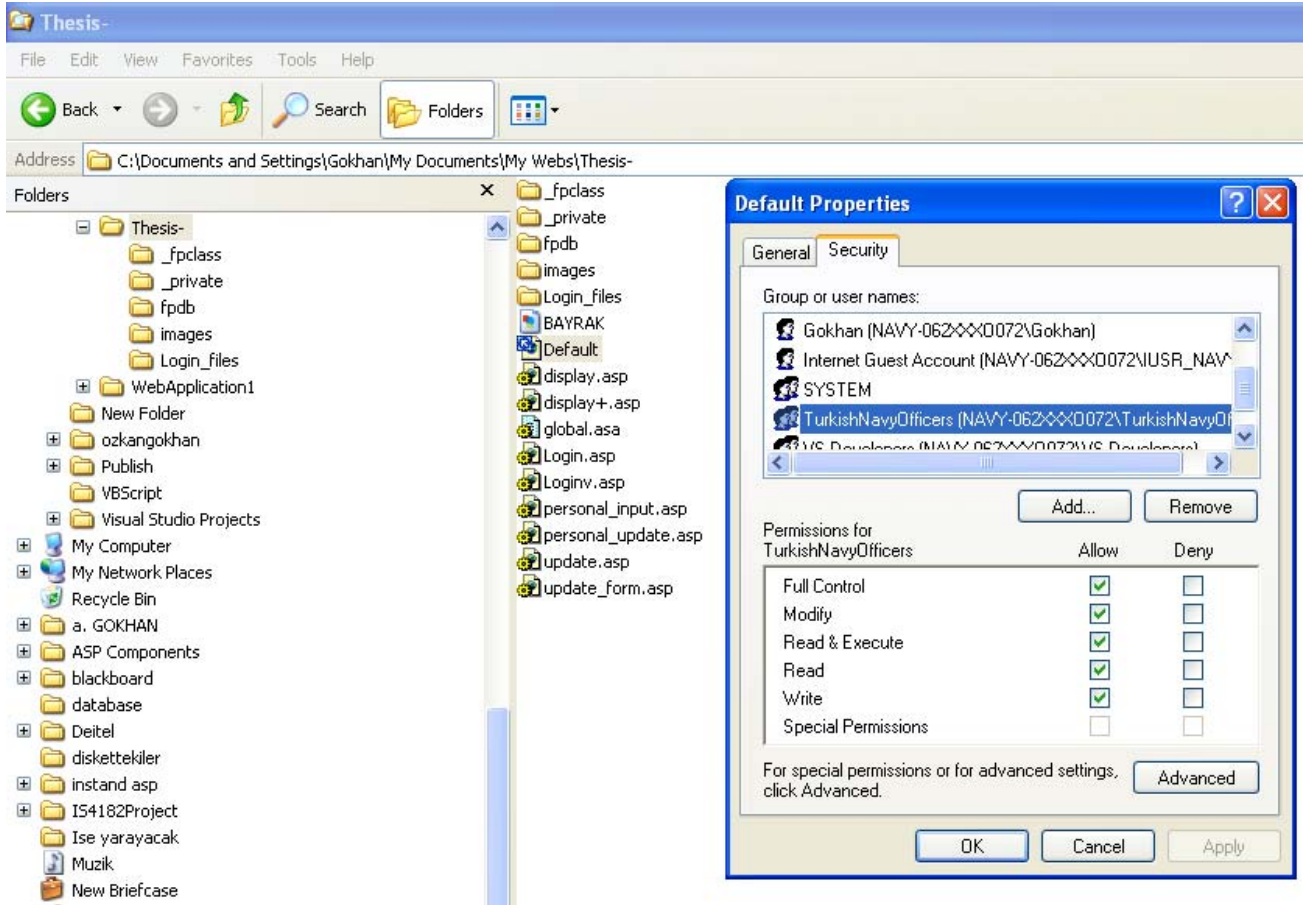 Thesis-
File Edit View Favorites Tools Help
Back Search Folders
Address C:\Documents and Settings\Gokhan\My Documents\My Webs\Thesis-
Folders
Thesis-
_fpclass
_private
fpdb
images
Login_files
WebApplication1
New Folder
ozkangokhan
Publish
VBScript
Visual Studio Projects
My Computer
My Network Places
Recycle Bin
a. GOKHAN
ASP Components
blackboard
database
Deitel
diskettekiler
instand asp
IS4182Project
Ise yarayacak
Muzik
New Briefcase
_fpclass
_private
fpdb
images
Login_files
BAYRAK
Default
display.asp
display+.asp
global.asa
Login.asp
Loginv.asp
personal_input.asp
personal_update.asp
update.asp
update_form.asp
Default Properties
General Security
Group or user names:
Gokhan (NAVY-062XXX0072\Gokhan)
Internet Guest Account (NAVY-062XXX0072\IUSR_NAV
SYSTEM
TurkishNavyOfficers (NAVY-062XXX0072\TurkishNavyOf
VS Developers (NAVY-062XXX0072\VS Developers)
Add... Remove
Permissions for
TurkishNavyOfficers Allow Deny
Full Control
Modify
Read & Execute
Read
Write
Special Permissions
For special permissions or for advanced settings,
click Advanced.
Advanced
OK Cancel Apply